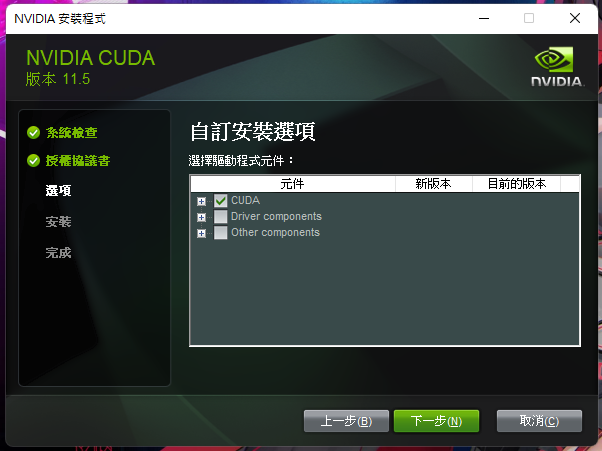 NVIDIA 安裝程式
NVIDIA CUDA
版本 11.5
NVIDIA.
系統檢查
授權協議書
選項
安裝
完成
自訂安裝選項
選擇驅動程式元件：
元件 新版本 目前的版本
CUDA
Driver components
Other components
上一步(B) 下一步(N) 取消(C)